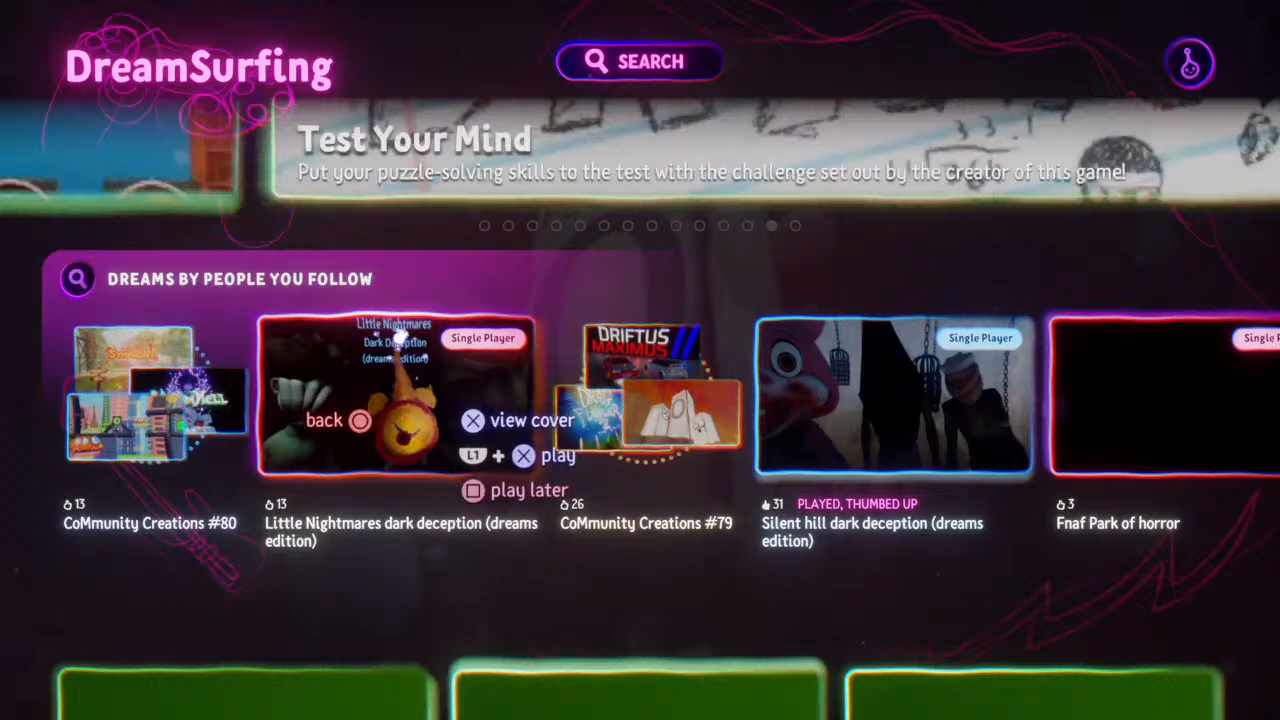 DreamSurfing
SEARCH
Test Your Mind
Put your puzzle-solving skills to the test with the challenge set out by the creator of this game!
DREAMS BY PEOPLE YOU FOLLOW
Little Nightmares
Dark Deception
(dreams edition)
Single Player
DRIFTUS
MAXIMUS
Single Player
Single
back
view cover
L1 + play
play later
13
CoMmunity Creations #80
13
Little Nightmares dark deception (dreams
edition)
26
CoMmunity Creations #79
31 PLAYED, THUMBED UP
Silent hill dark deception (dreams
edition)
3
Fnaf Park of horror